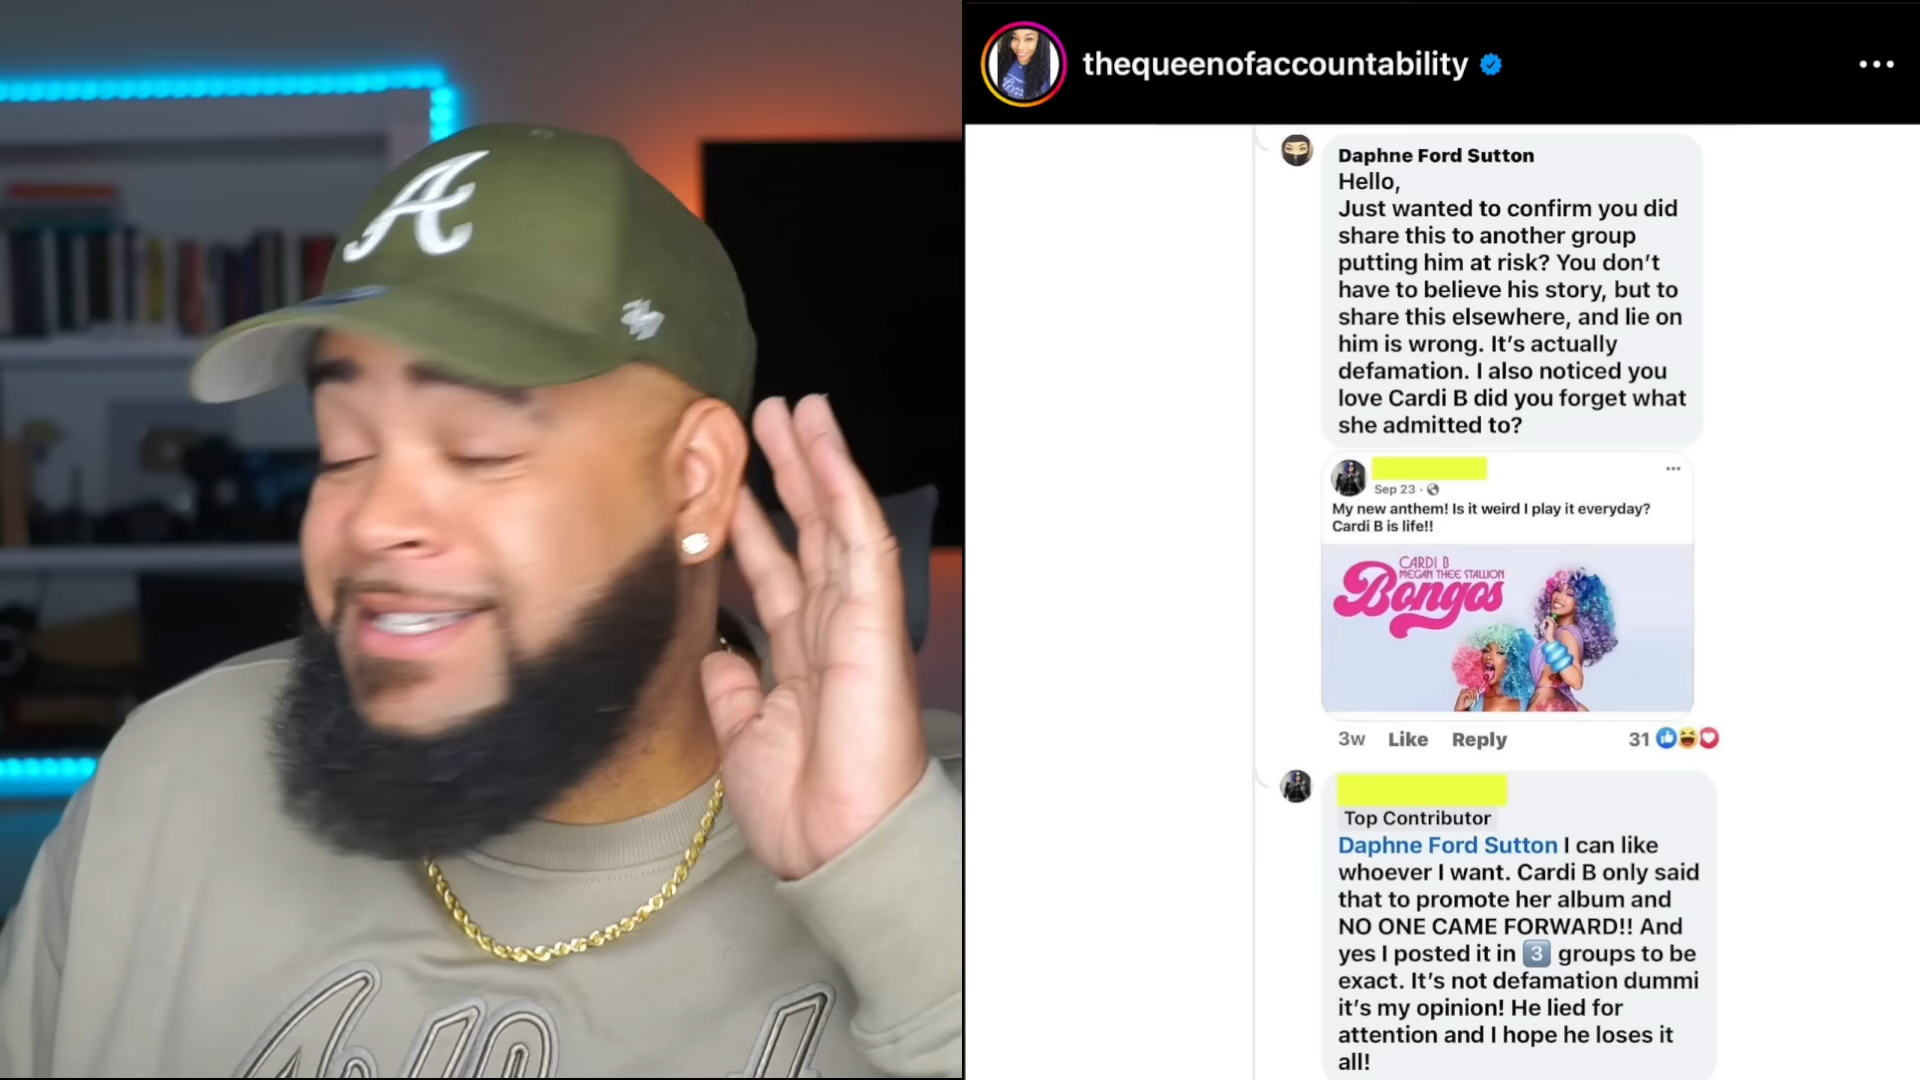 A
thequeenofaccountability
Daphne Ford Sutton
Hello,
Just wanted to confirm you did
share this to another group
putting him at risk? You don't
have to believe his story, but to
share this elsewhere, and lie on
him is wrong. It's actually
defamation. I also noticed you
love Cardi B did you forget what
she admitted to?
Sep 23
My new anthem! Is it weird I play it everyday?
Cardi B is life!!
CARDI B
MEGAN THEE STALLION
Bongos
3w Like Reply 31
Top Contributor
Daphne Ford Sutton I can like
whoever I want. Cardi B only said
that to promote her album and
NO ONE CAME FORWARD!! And
yes I posted it in 3 groups to be
exact. It's not defamation dummi
it's my opinion! He lied for
attention and I hope he loses it
all!